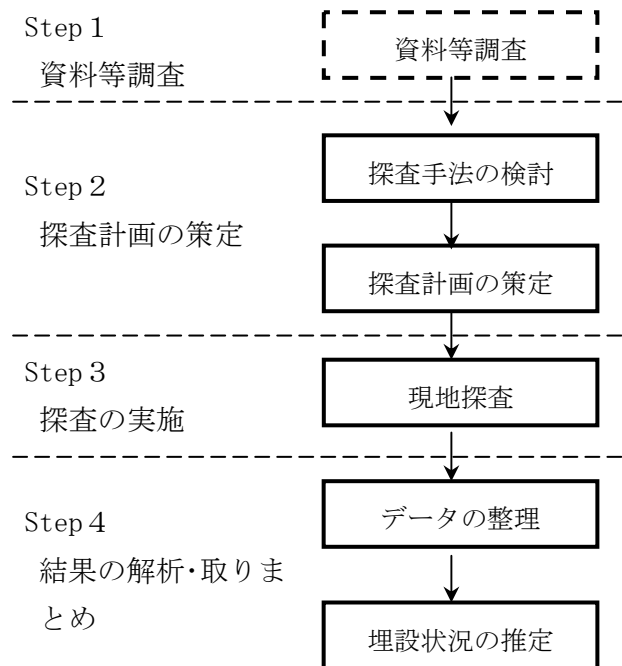 Step１
資料等調査
資料等調査
Step２
探査計画の策定
探査手法の検討
探査計画の策定
Step３
探査の実施
現地探査
Step４
結果の解析・取りま
とめ
データの整理
埋設状況の推定